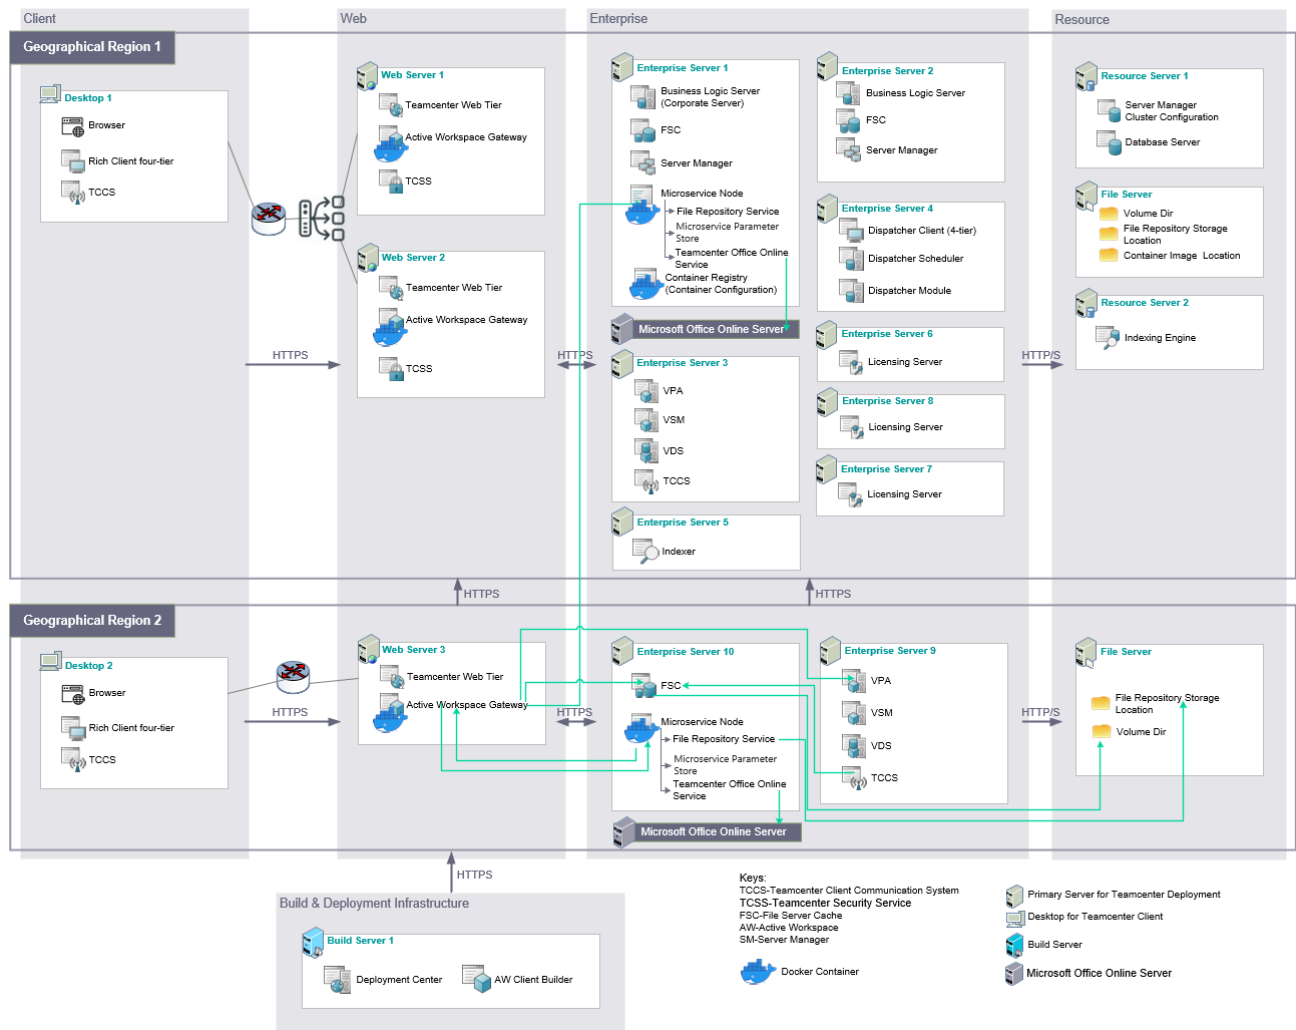 Client
Web
Enterprise
Resource
Geographical Region 1
Desktop 1
Browser
Rich Client four-tier
TCCS
Web Server 1
Teamcenter Web Tier
Active Workspace Gateway
TCSS
Web Server 2
Teamcenter Web Tier
Active Workspace Gateway
TCSS
HTTPS
HTTPS
Enterprise Server 1
Business Logic Server
(Corporate Server)
FSC
Server Manager
Microservice Node
File Repository Service
Microservice Parameter
Store
Teamcenter Office Online
Service
Container Registry
(Container Configuration)
Microsoft Office Online Server
Enterprise Server 3
VPA
VSM
VDS
TCCS
Enterprise Server 5
Indexer
Enterprise Server 2
Business Logic Server
FSC
Server Manager
Enterprise Server 4
Dispatcher Client (4-tier)
Dispatcher Scheduler
Dispatcher Module
Enterprise Server 6
Licensing Server
Enterprise Server 8
Licensing Server
Enterprise Server 7
Licensing Server
HTTP/S
Resource Server 1
Server Manager
Cluster Configuration
Database Server
File Server
Volume Dir
File Repository Storage
Location
Container Image Location
Resource Server 2
Indexing Engine
HTTPS
HTTPS
Geographical Region 2
Desktop 2
Browser
Rich Client four-tier
TCCS
HTTPS
Web Server 3
Teamcenter Web Tier
Active Workspace Gateway
HTTPS
Enterprise Server 10
FSC
Microservice Node
File Repository Service
Microservice Parameter
Store
Teamcenter Office Online
Service
Microsoft Office Online Server
Enterprise Server 9
VPA
VSM
VDS
TCCS
HTTP/S
File Server
File Repository Storage
Location
Volume Dir
HTTPS
Build & Deployment Infrastructure
Build Server 1
Deployment Center
AW Client Builder
Keys:
TCCS-Teamcenter Client Communication System
TCSS-Teamcenter Security Service
FSC-File Server Cache
AW-Active Workspace
SM-Server Manager
Docker Container
Primary Server for Teamcenter Deployment
Desktop for Teamcenter Client
Build Server
Microsoft Office Online Server